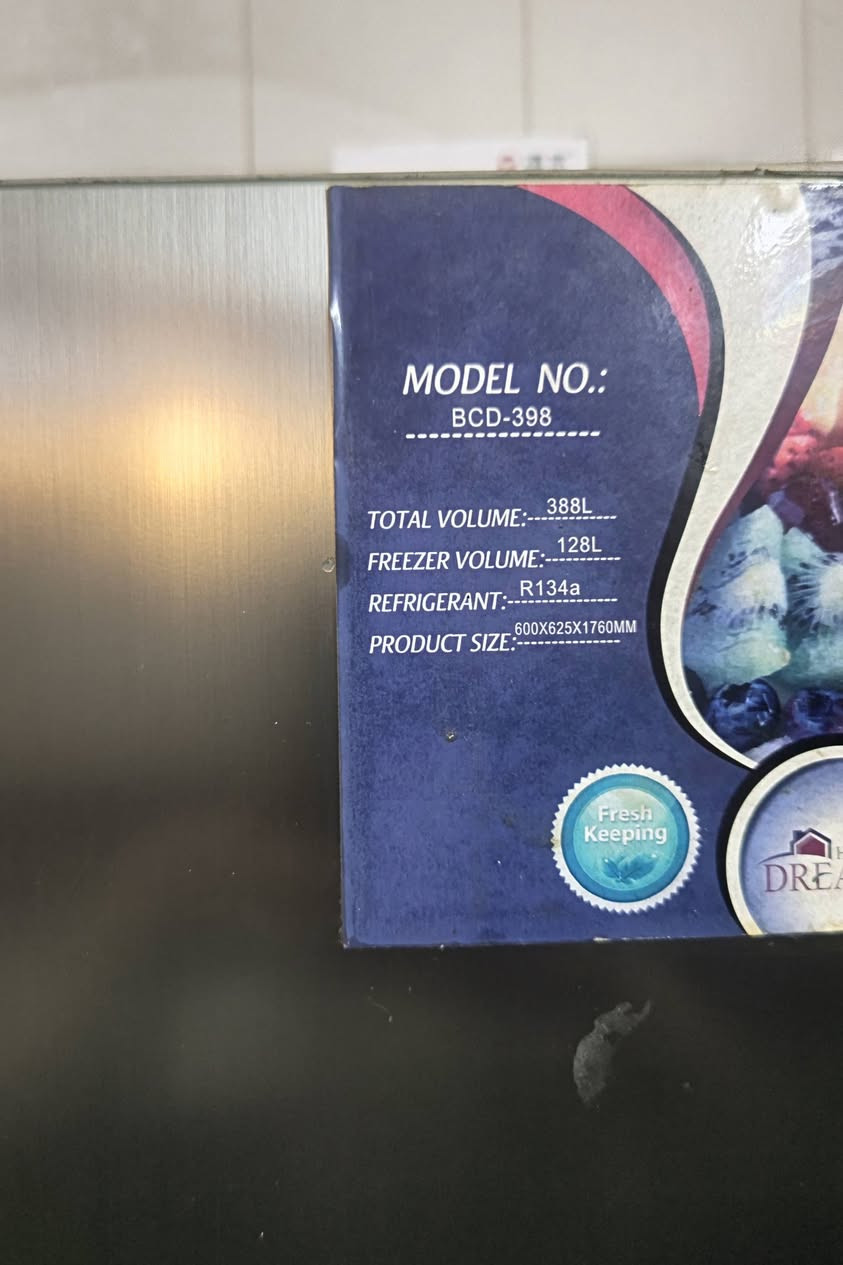 MODEL NO.:
BCD-398
TOTAL VOLUME: 388L
FREEZER VOLUME: 128L
REFRIGERANT: R134a
PRODUCT SIZE: 600X625X1760MM
Fresh
Keeping